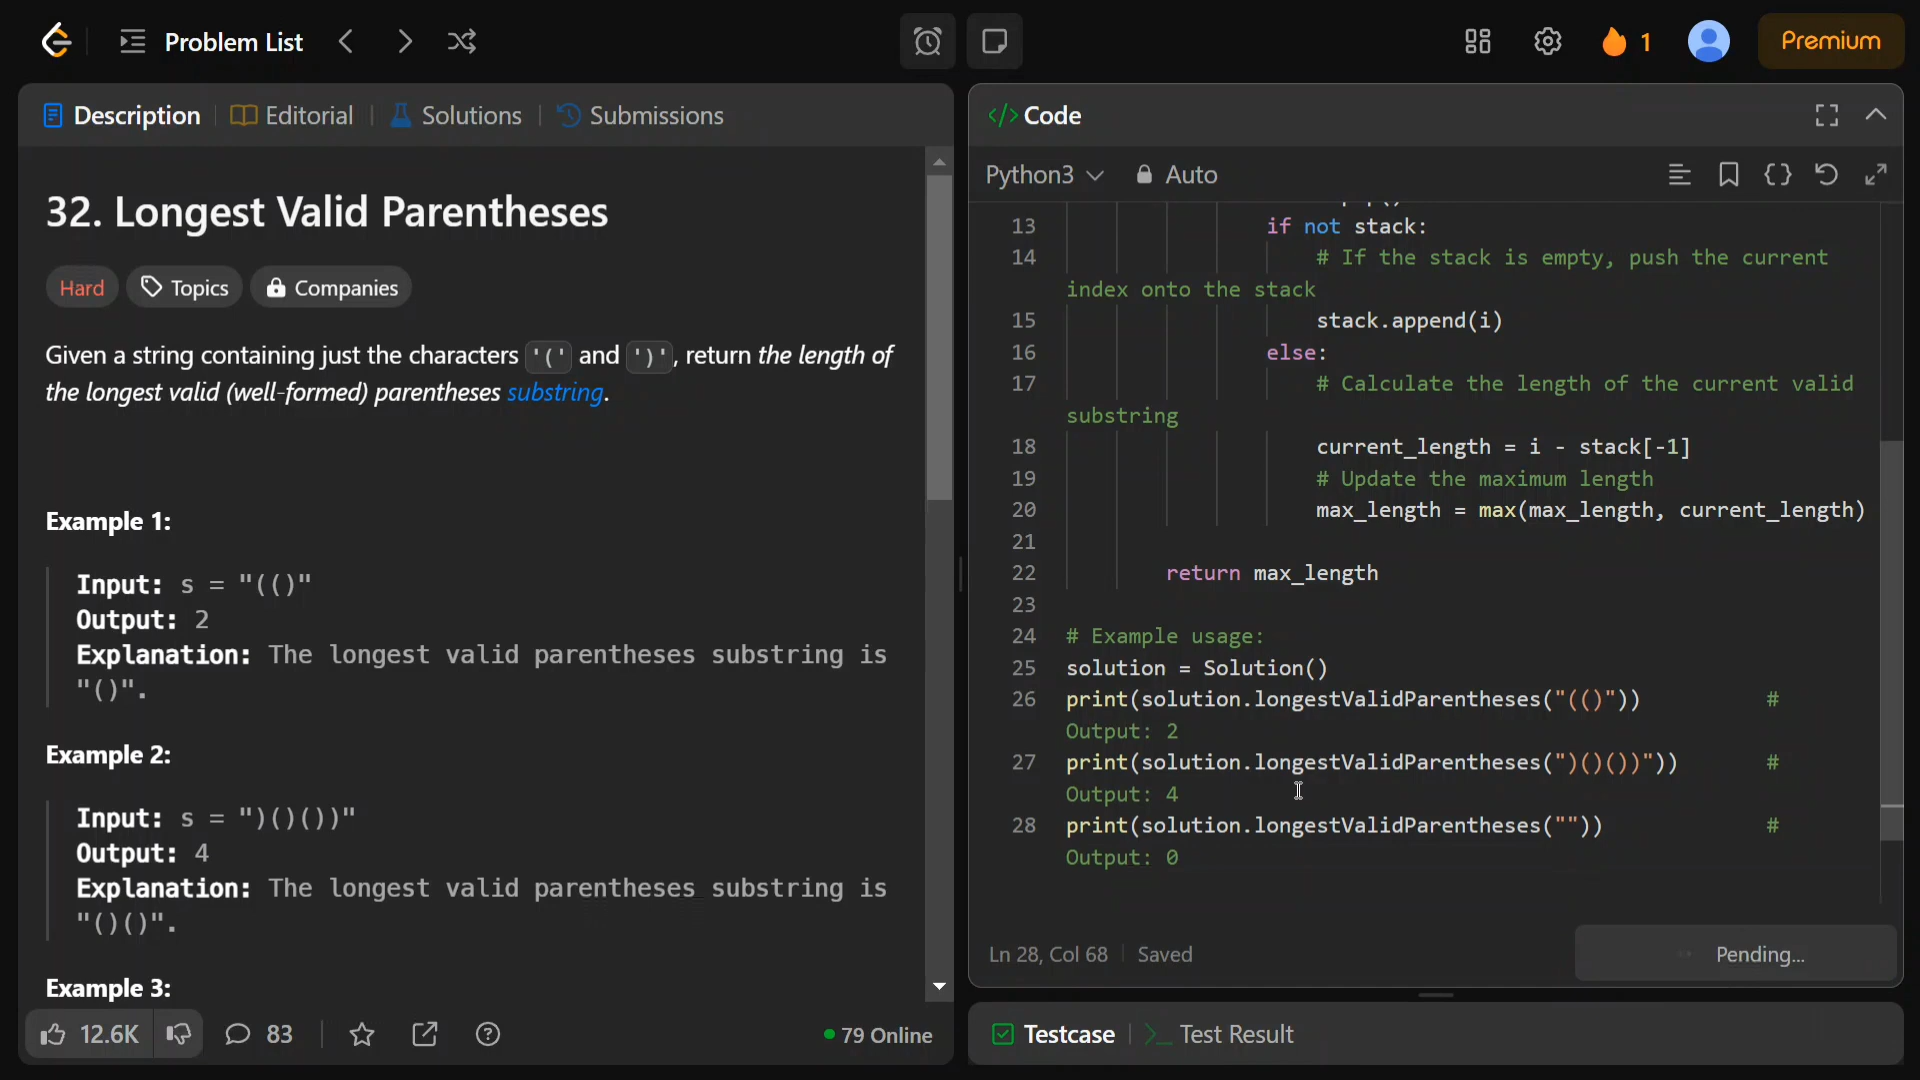 Problem List
1
Premium
Description
Editorial
Solutions
Submissions
32. Longest Valid Parentheses
Hard
Topics
Companies
Given a string containing just the characters '(' and ')', return the length of
the longest valid (well-formed) parentheses substring.
Example 1:
Input: s = "(()"
Output: 2
Explanation: The longest valid parentheses substring is
"()".
Example 2:
Input: s = ")()())"
Output: 4
Explanation: The longest valid parentheses substring is
"()()".
Example 3:
12.6K
83
79 Online
</> Code
Python3
Auto
13 if not stack:
14 # If the stack is empty, push the current
index onto the stack
15 stack.append(i)
16 else:
17 # Calculate the length of the current valid
substring
18 current_length = i - stack[-1]
19 # Update the maximum length
20 max_length = max(max_length, current_length)
21
22 return max_length
23
24 # Example usage:
25 solution = Solution()
26 print(solution.longestValidParentheses("(()")) #
Output: 2
27 print(solution.longestValidParentheses(")()())")) #
Output: 4
28 print(solution.longestValidParentheses("")) #
Output: 0
Ln 28, Col 68
Saved
Pending...
Testcase
Test Result